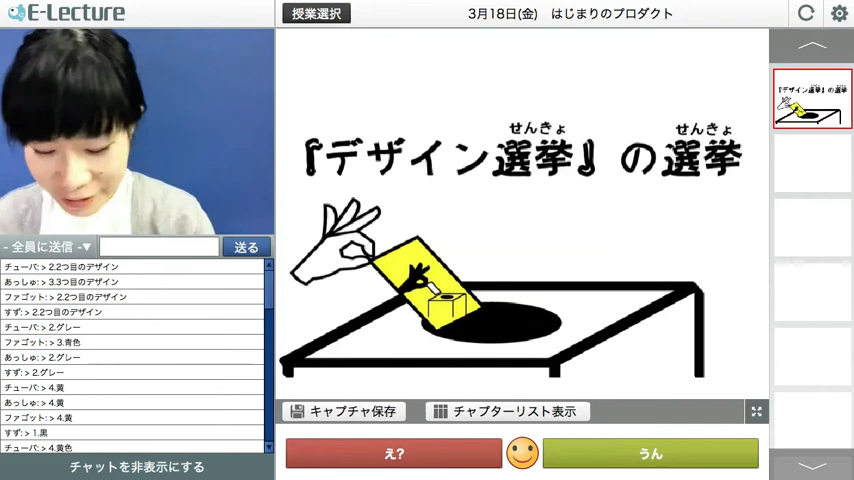 E-Lecture
授業選択
3月18日(金) はじまりのプロダクト
せんきょ せんきょ
『デザイン選挙』の選挙
- 全員に送信 -▼
送る
チューバ: > 2.2つ目のデザイン
あっしゅ: > 3.3つ目のデザイン
ファゴット: > 2.2つ目のデザイン
すず: > 2.2つ目のデザイン
チューバ: > 2.グレー
ファゴット: > 3.青色
あっしゅ: > 2.グレー
すず: > 2.グレー
チューバ: > 4.黄
あっしゅ: > 4.黄
ファゴット: > 4.黄
すず: > 1.黒
チューバ: > 4.黄色
チャットを非表示にする
キャプチャ保存
チャプターリスト表示
え?
うん
『デザイン選挙』の選挙